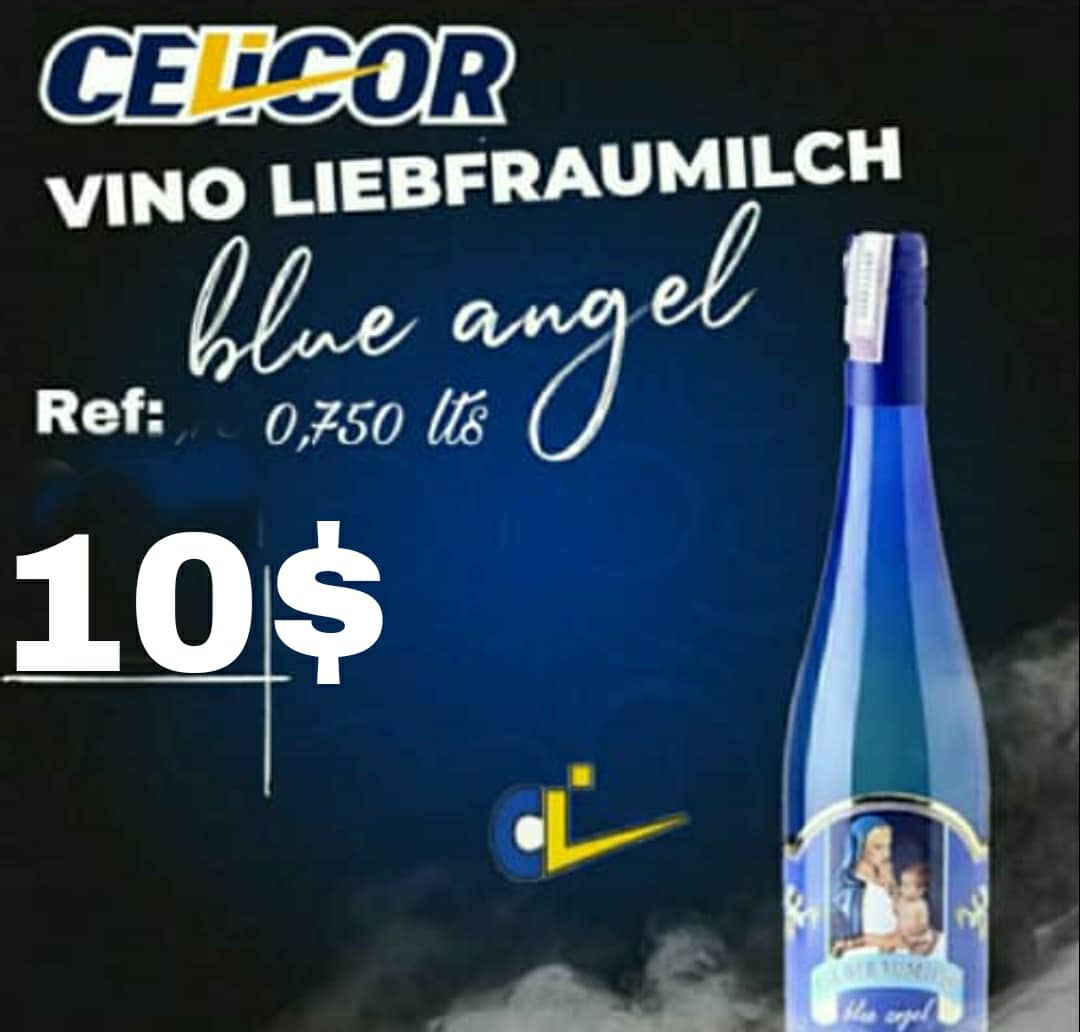 CELiCOR
VINO LIEBFRAUMILCH
blue angel
Ref: 0,750 lts
10$
blue angel